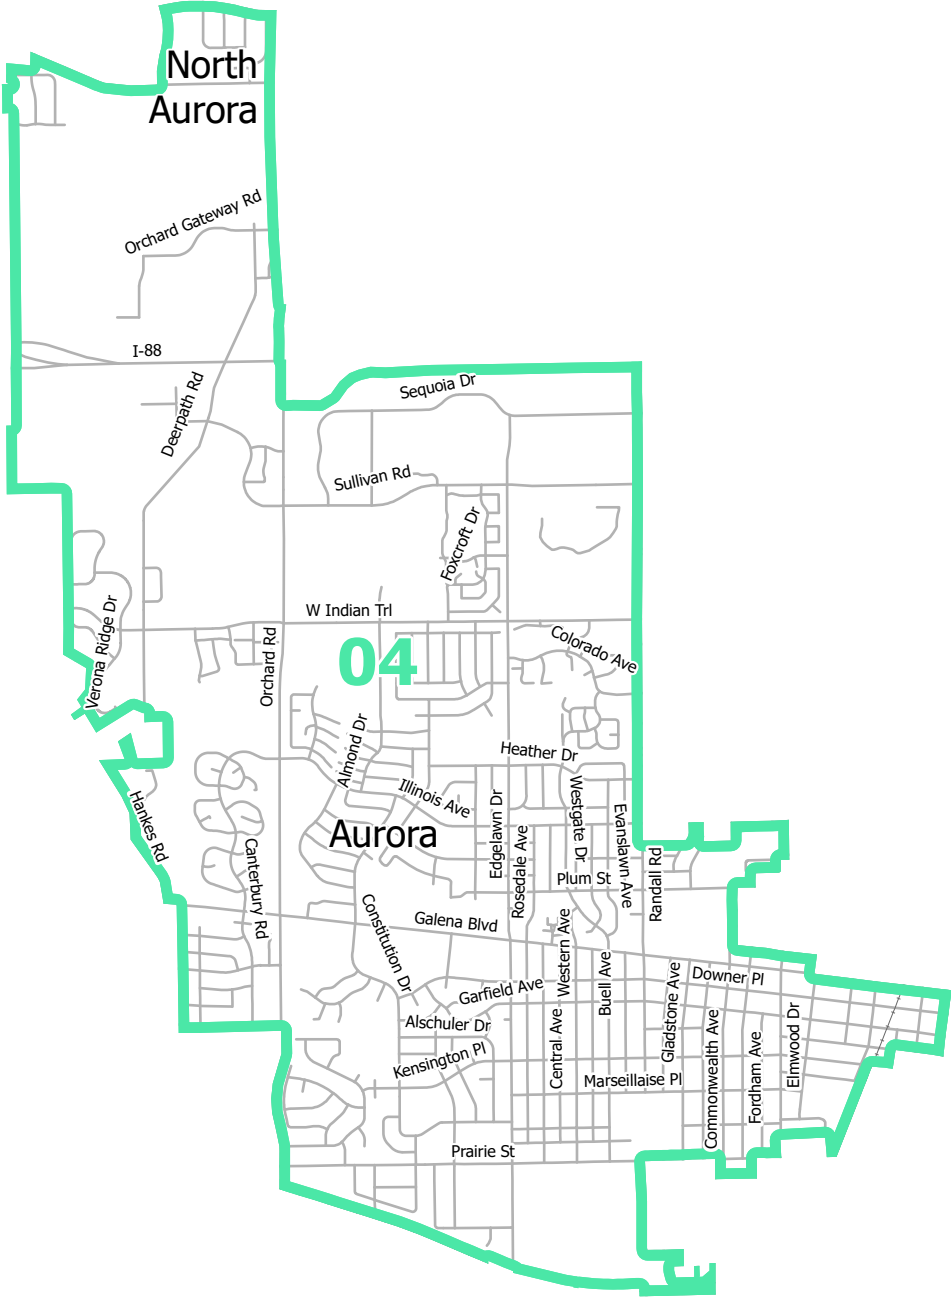 North
Aurora
Orchard Gateway Rd
I-88
Deerpath Rd
Sequoia Dr
Sullivan Rd
Foxcroft Dr
W Indian Trl
Verona Ridge Dr
Orchard Rd
Colorado Ave
04
Almond Dr
Heather Dr
Illinois Ave
Westgate Dr
Edgelawn Dr
Hankes Rd
Aurora
Evanslawn Ave
Rosedale Ave
Canterbury Rd
Plum St
Randall Rd
Constitution Dr
Galena Blvd
Western Ave
Buell Ave
Downer Pl
Gladstone Ave
Garfield Ave
Alschuler Dr
Central Ave
Commonwealth Ave
Fordham Ave
Elmwood Dr
Kensington Pl
Marseillaise Pl
Prairie St